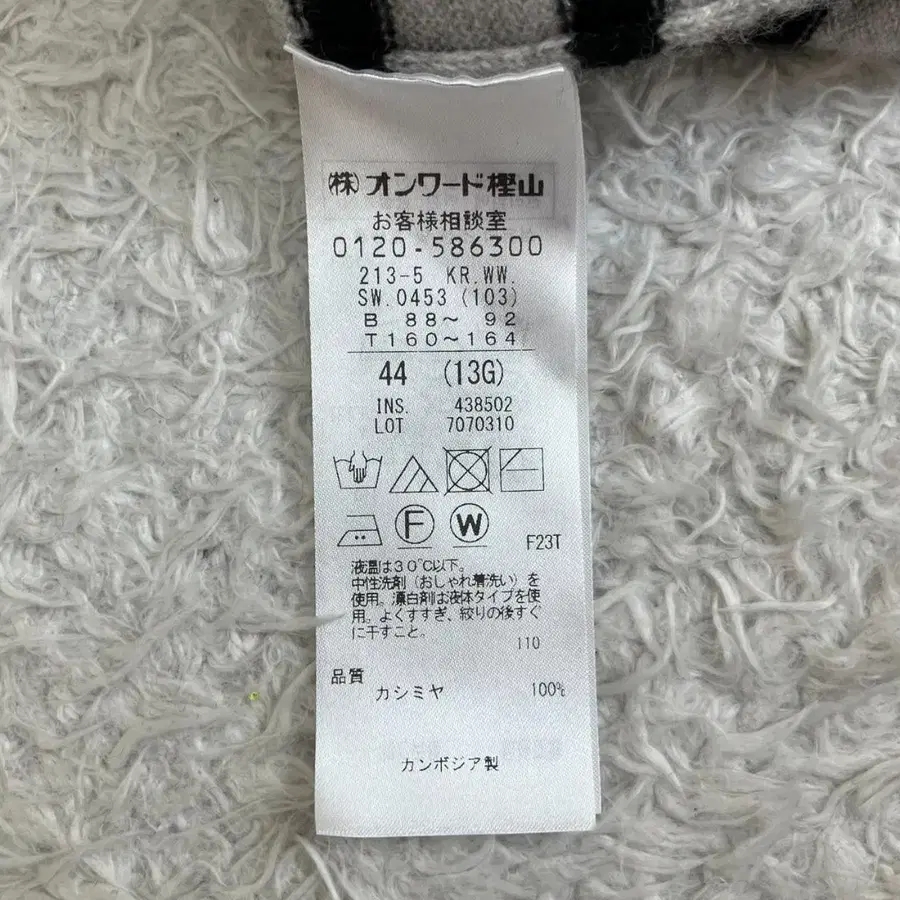 (株)オンワード樫山
お客様相談室
0120-586300
213-5 KR.WW.
SW.0453 (103)
B 88～ 92
T160～164
44 (13G)
INS. 438502
LOT 7070310
F W
F23T
液温は30℃以下。
中性洗剤（おしゃれ着洗い）を
使用。漂白剤は液体タイプを使
用。よくすすぎ、絞りの後すぐ
に干すこと。
110
品質
カシミヤ 100%
カンボジア製